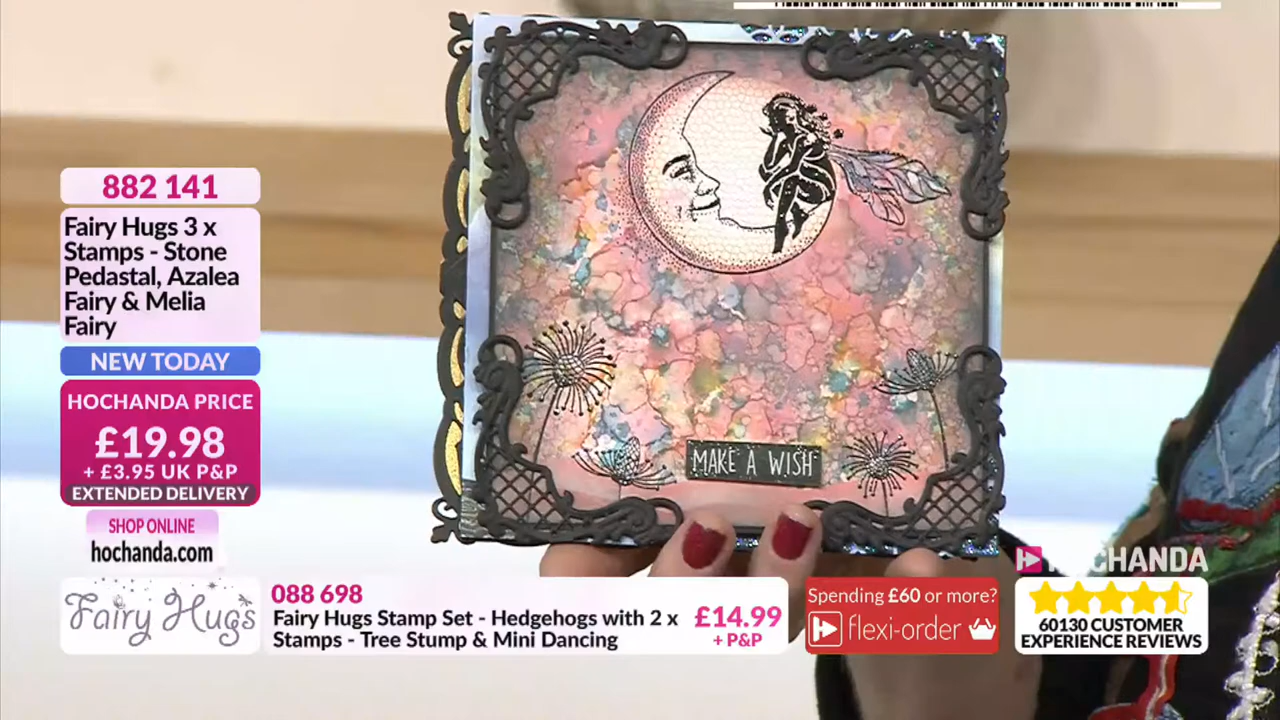 882 141
Fairy Hugs 3 x
Stamps - Stone
Pedastal, Azalea
Fairy & Melia
Fairy
NEW TODAY
HOCHANDA PRICE
£19.98
+ £3.95 UK P&P
EXTENDED DELIVERY
SHOP ONLINE
hochanda.com
MAKE A WISH
HOCHANDA
Fairy Hugs
088 698
Fairy Hugs Stamp Set - Hedgehogs with 2 x
Stamps - Tree Stump & Mini Dancing
£14.99
+ P&P
Spending £60 or more?
flexi-order
60130 CUSTOMER
EXPERIENCE REVIEWS